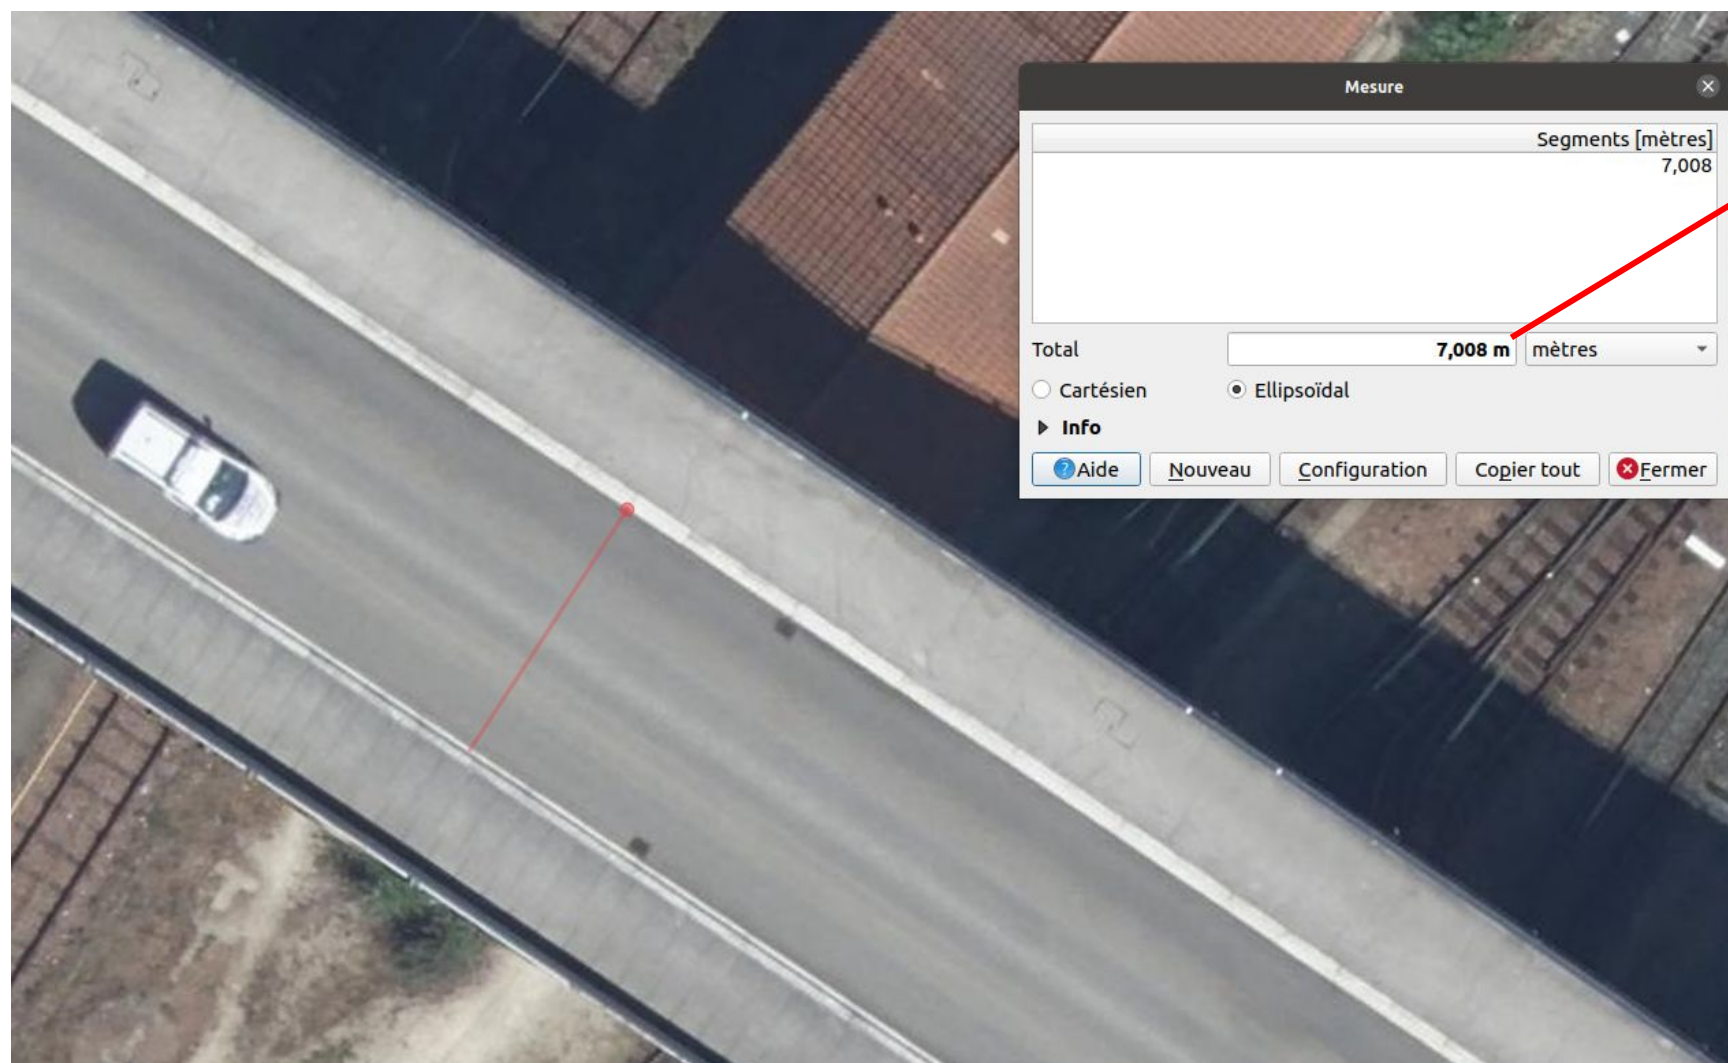 Mesure
Segments [mètres]
7,008
Total 7,008 m mètres
Cartésien Ellipsoïdal
Info
Aide Nouveau Configuration Copier tout Fermer